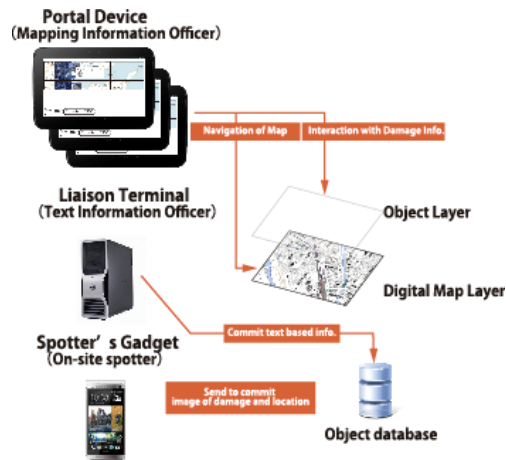 Portal Device
(Mapping Information Officer)
Navigation of Map
Interaction with Damage Info.
Liaison Terminal
(Text Information Officer)
Object Layer
Digital Map Layer
Commit text based info.
Spotter’s Gadget
(On-site spotter)
Send to commit
image of damage and location
Object database